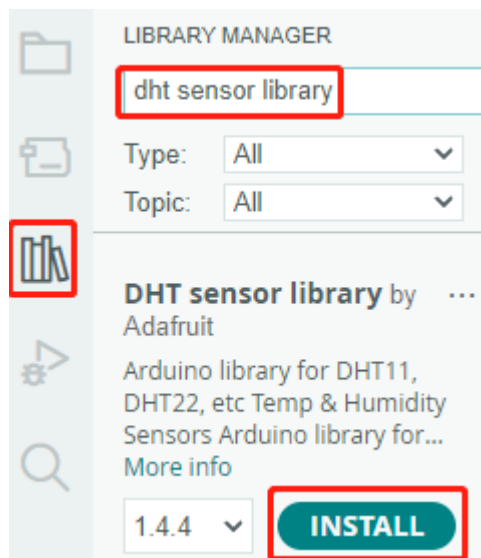 LIBRARY MANAGER
dht sensor library
Type: All
Topic: All
DHT sensor library by ...
Adafruit
Arduino library for DHT11,
DHT22, etc Temp & Humidity
Sensors Arduino library for...
More info
1.4.4 INSTALL